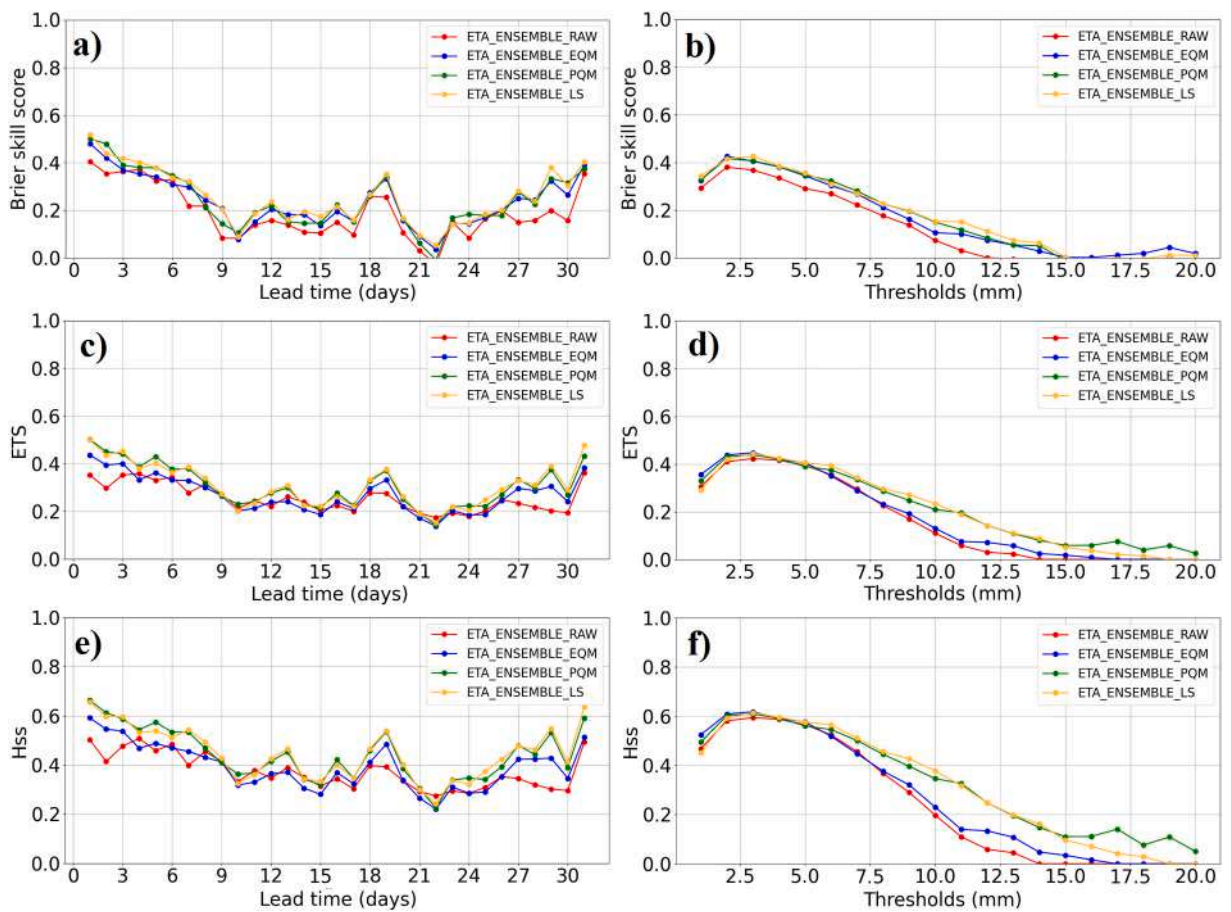 a)
ETA_ENSEMBLE_RAW
ETA_ENSEMBLE_EQM
ETA_ENSEMBLE_PQM
ETA_ENSEMBLE_LS
Brier skill score
1.0
0.8
0.6
0.4
0.2
0.0
0 3 6 9 12 15 18 21 24 27 30
Lead time (days)
b)
ETA_ENSEMBLE_RAW
ETA_ENSEMBLE_EQM
ETA_ENSEMBLE_PQM
ETA_ENSEMBLE_LS
Brier skill score
1.0
0.8
0.6
0.4
0.2
0.0
2.5 5.0 7.5 10.0 12.5 15.0 17.5 20.0
Thresholds (mm)
c)
ETA_ENSEMBLE_RAW
ETA_ENSEMBLE_EQM
ETA_ENSEMBLE_PQM
ETA_ENSEMBLE_LS
ETS
1.0
0.8
0.6
0.4
0.2
0.0
0 3 6 9 12 15 18 21 24 27 30
Lead time (days)
d)
ETA_ENSEMBLE_RAW
ETA_ENSEMBLE_EQM
ETA_ENSEMBLE_PQM
ETA_ENSEMBLE_LS
ETS
1.0
0.8
0.6
0.4
0.2
0.0
2.5 5.0 7.5 10.0 12.5 15.0 17.5 20.0
Thresholds (mm)
e)
ETA_ENSEMBLE_RAW
ETA_ENSEMBLE_EQM
ETA_ENSEMBLE_PQM
ETA_ENSEMBLE_LS
Hss
1.0
0.8
0.6
0.4
0.2
0.0
0 3 6 9 12 15 18 21 24 27 30
Lead time (days)
f)
ETA_ENSEMBLE_RAW
ETA_ENSEMBLE_EQM
ETA_ENSEMBLE_PQM
ETA_ENSEMBLE_LS
Hss
1.0
0.8
0.6
0.4
0.2
0.0
2.5 5.0 7.5 10.0 12.5 15.0 17.5 20.0
Thresholds (mm)